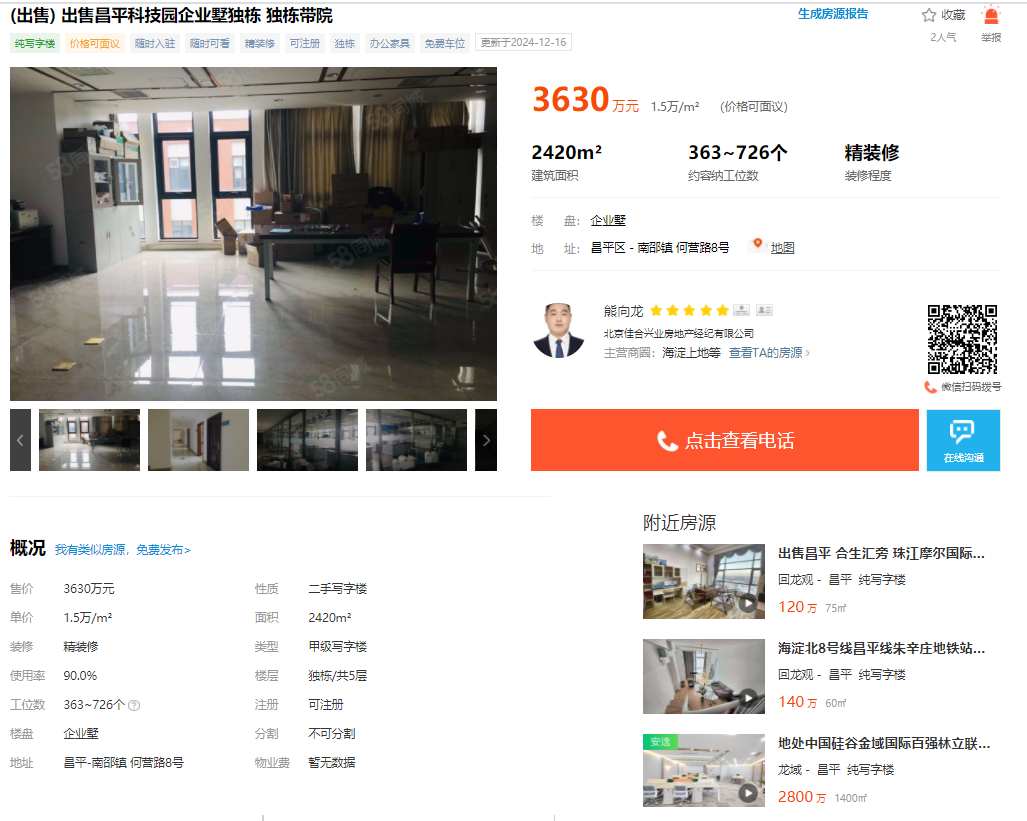 (出售) 出售昌平科技园企业墅独栋 独栋带院
生成房源报告
收藏
2人气
举报
纯写字楼 价格可面议 随时入驻 随时可看 精装修 可注册 独栋 办公家具 免费车位 更新于2024-12-16
58同城
58同城
58同城
3630万元 1.5万/m² (价格可面议)
2420m² 363~726个 精装修
建筑面积 约容纳工位数 装修程度
楼 盘: 企业墅
地 址: 昌平区 - 南邵镇 何营路8号 地图
熊向龙
北京佳合兴业房地产经纪有限公司
主营商圈: 海淀上地等 查看TA的房源>
微信扫码拨号
点击查看电话
在线沟通
概况 我有类似房源，免费发布>
售价 3630万元 性质 二手写字楼
单价 1.5万/m² 面积 2420m²
装修 精装修 类型 甲级写字楼
使用率 90.0% 楼层 独栋/共5层
工位数 363~726个 ? 注册 可注册
楼盘 企业墅 分割 不可分割
地址 昌平-南邵镇 何营路8号 物业费 暂无数据
附近房源
出售昌平 合生汇旁 珠江摩尔国际...
回龙观 - 昌平 纯写字楼
120万 75㎡
海淀北8号线昌平线朱辛庄地铁站...
回龙观 - 昌平 纯写字楼
140万 60㎡
安选
地处中国硅谷金域国际百强林立联...
龙域 - 昌平 纯写字楼
2800万 1400㎡